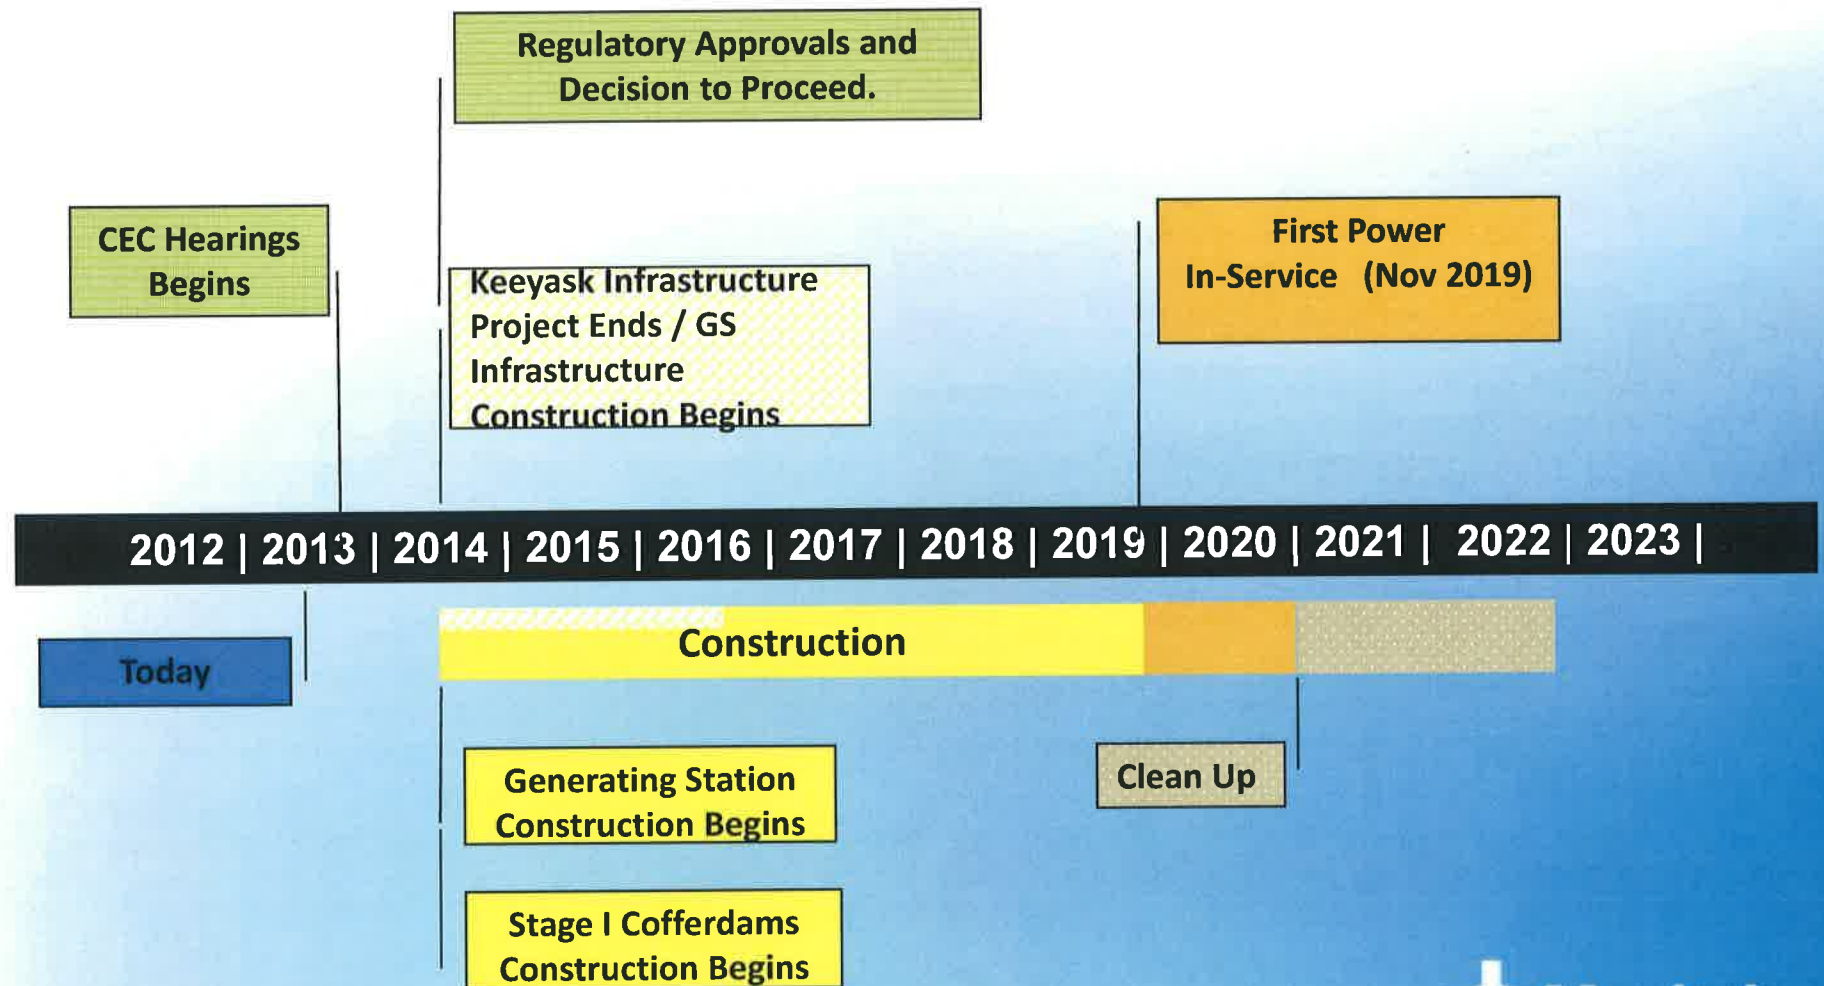 Regulatory Approvals and
Decision to Proceed.
CEC Hearings
Begins
Keeyask Infrastructure
Project Ends / GS
Infrastructure
Construction Begins
First Power
In-Service (Nov 2019)
2012 | 2013 | 2014 | 2015 | 2016 | 2017 | 2018 | 2019 | 2020 | 2021 | 2022 | 2023 |
Today
Construction
Generating Station
Construction Begins
Clean Up
Stage I Cofferdams
Construction Begins